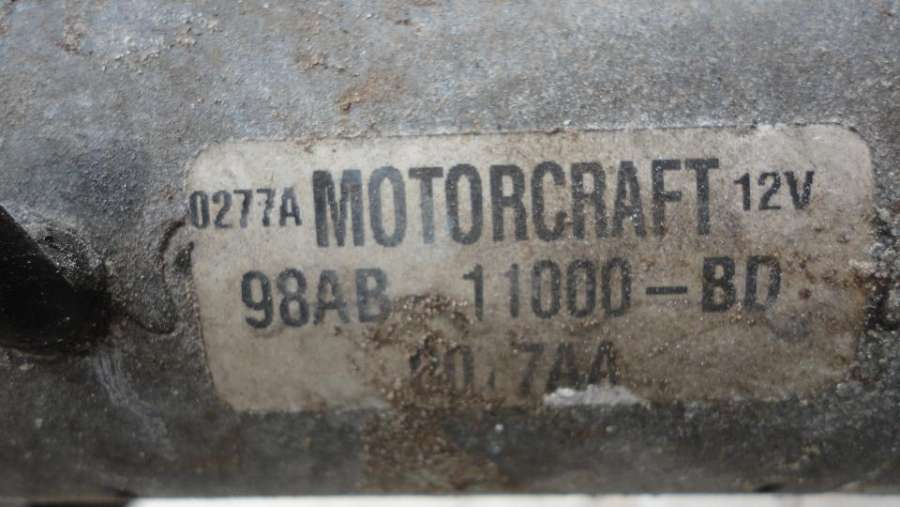 0277A MOTORCRAFT 12V
98AB - 11000 - BD